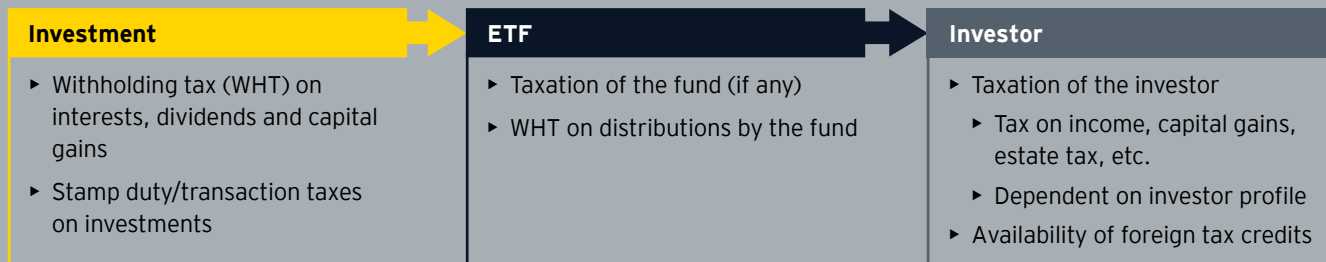 Investment
▸ Withholding tax (WHT) on
interests, dividends and capital
gains
▸ Stamp duty/transaction taxes
on investments
ETF
▸ Taxation of the fund (if any)
▸ WHT on distributions by the fund
Investor
▸ Taxation of the investor
▸ Tax on income, capital gains,
estate tax, etc.
▸ Dependent on investor profile
▸ Availability of foreign tax credits